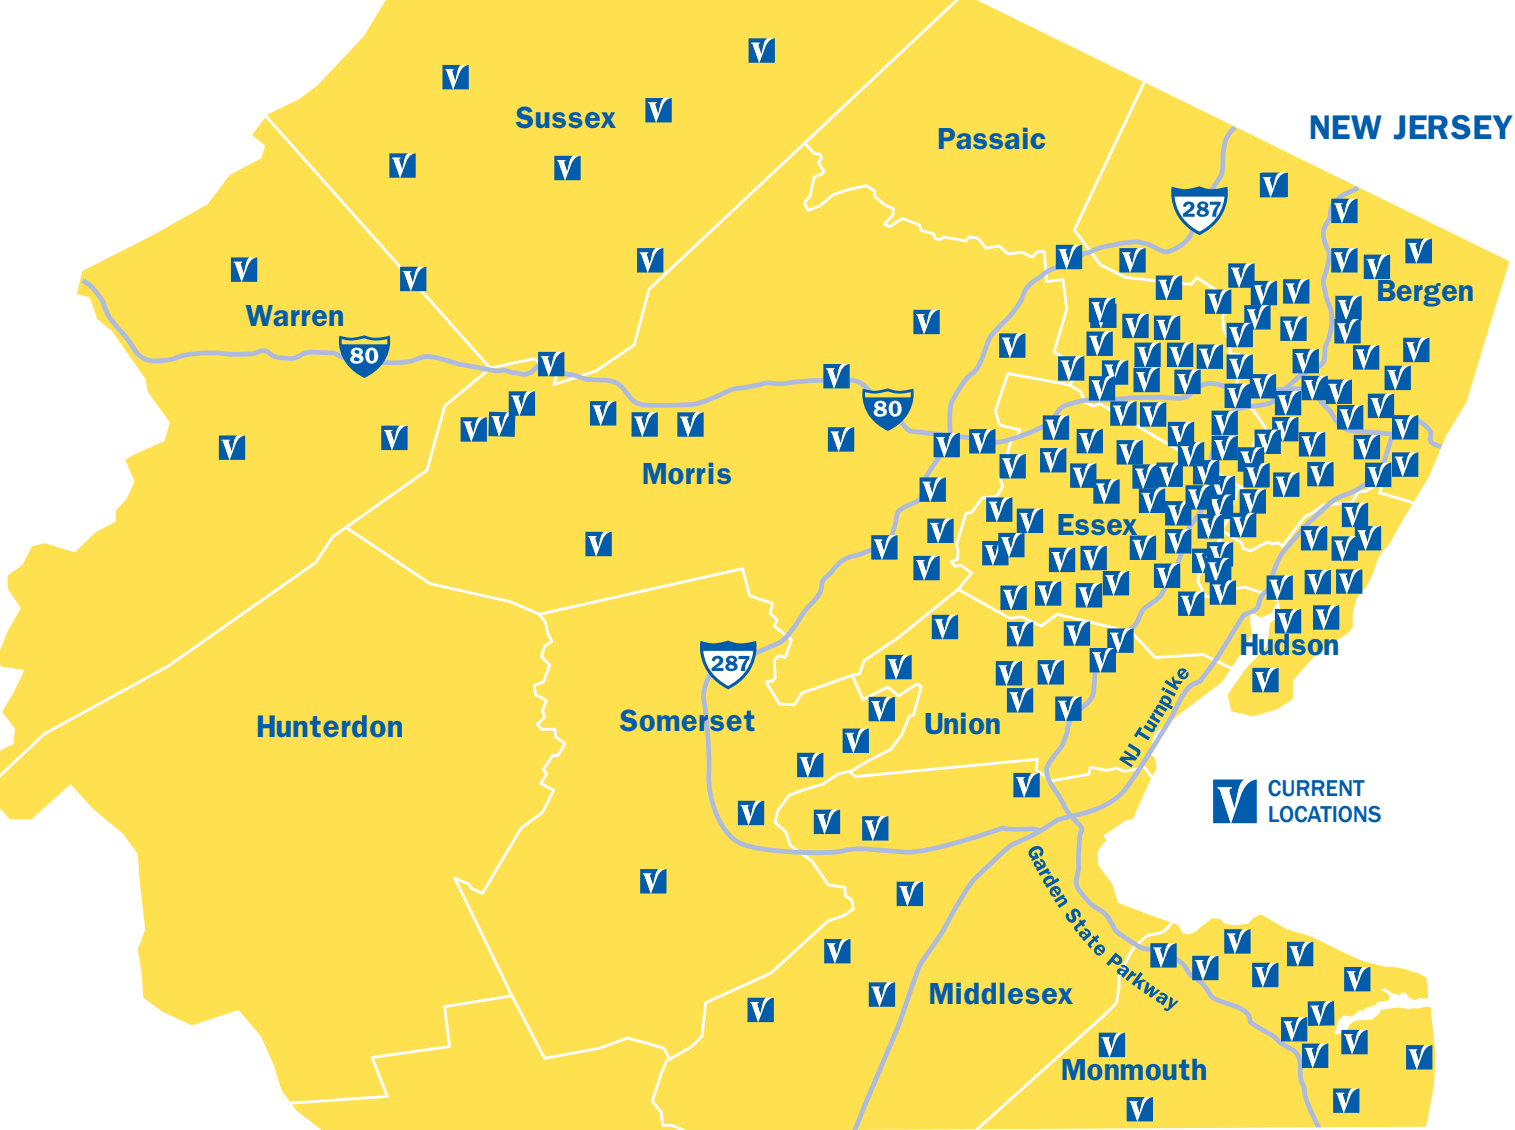 Sussex
Passaic
NEW JERSEY
287
Bergen
Warren
80
80
Morris
Essex
Hudson
287
Hunterdon
Somerset
Union
NJ Turnpike
CURRENT
LOCATIONS
Garden State Parkway
Middlesex
Monmouth